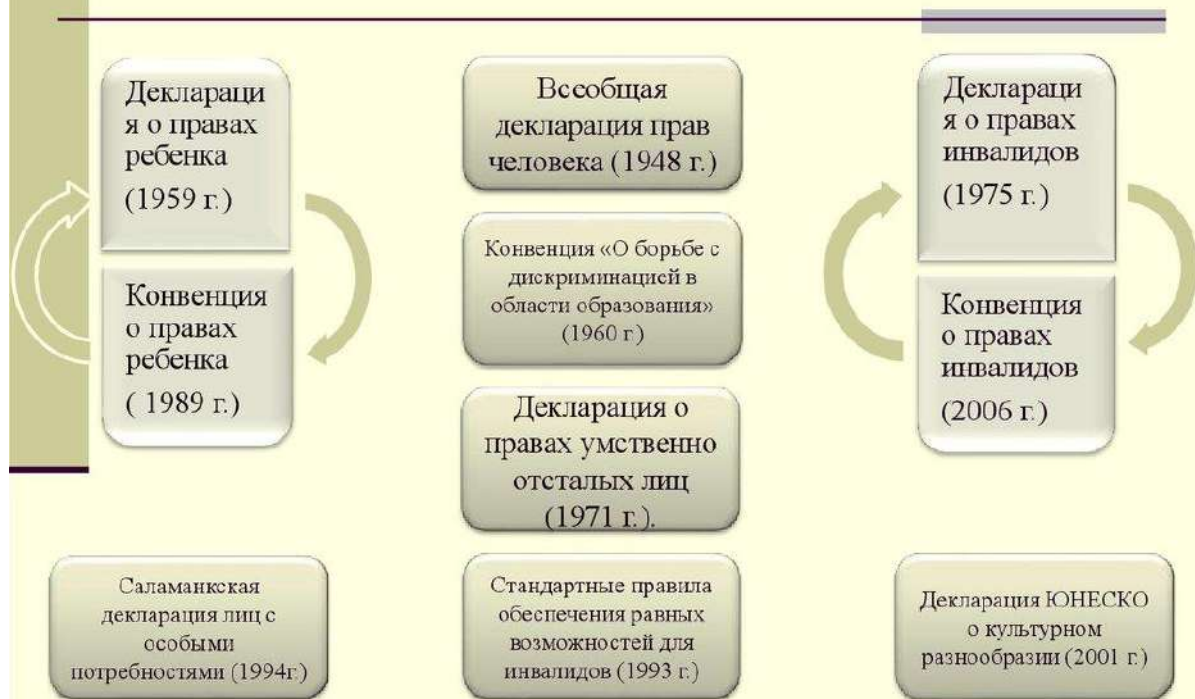 Деклараци
я о правах
ребенка
(1959 г.)
Конвенция
о правах
ребенка
( 1989 г.)
Всеобщая
декларация прав
человека (1948 г.)
Конвенция «О борьбе с
дискриминацией в
области образования»
(1960 г)
Декларация о
правах умственно
отсталых лиц
(1971 г.).
Деклараци
я о правах
инвалидов
(1975 г.)
Конвенция
о правах
инвалидов
(2006 г.)
Саламанкская
декларация лиц с
особыми
потребностями (1994г.)
Стандартные правила
обеспечения равных
возможностей для
инвалидов (1993 г.)
Декларация ЮНЕСКО
о культурном
разнообразии (2001 г.)